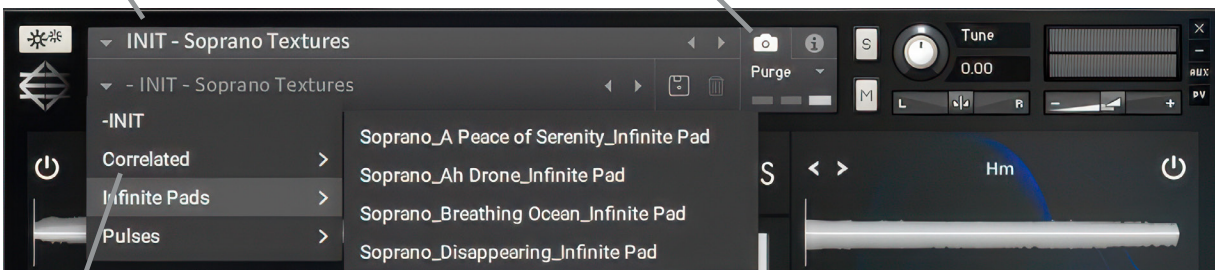 INIT - Soprano Textures
- INIT - Soprano Textures
-INIT
Correlated
Infinite Pads
Pulses
Soprano_A Peace of Serenity_Infinite Pad
Soprano_Ah Drone_Infinite Pad
Soprano_Breathing Ocean_Infinite Pad
Soprano_Disappearing_Infinite Pad
Purge
S
M
Tune
0.00
L
R
AUX
PV
S
Hm